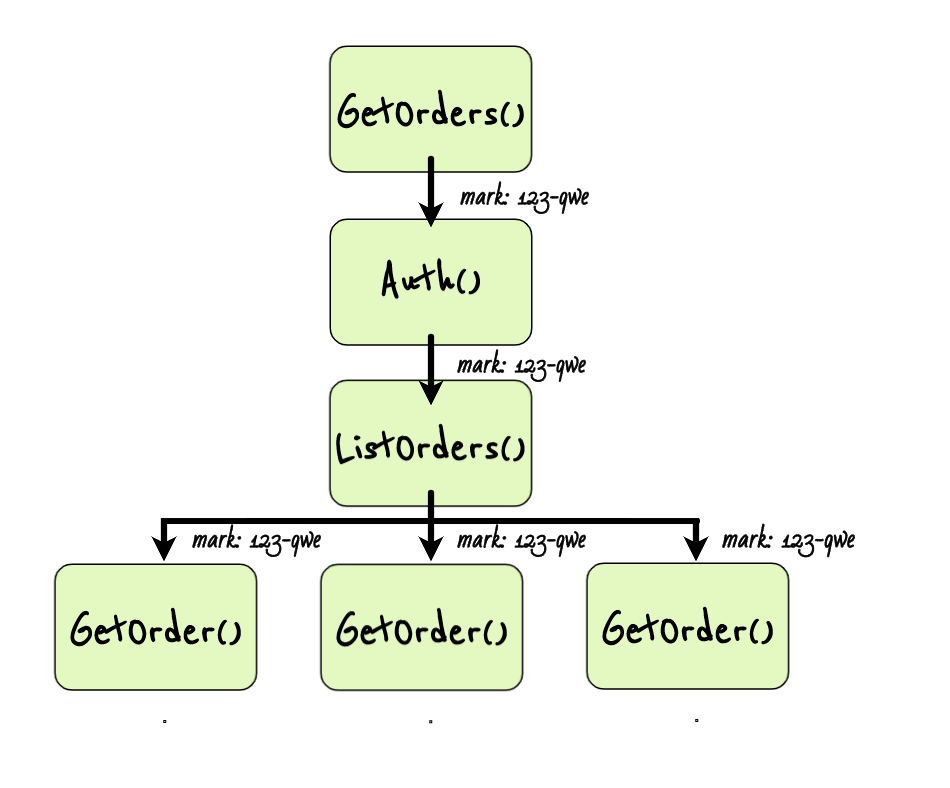 GetOrders()
mark: 123-qwe
Auth()
mark: 123-qwe
ListOrders()
mark: 123-qwe
mark: 123-qwe
mark: 123-qwe
GetOrder()
GetOrder()
GetOrder()
.
.
.